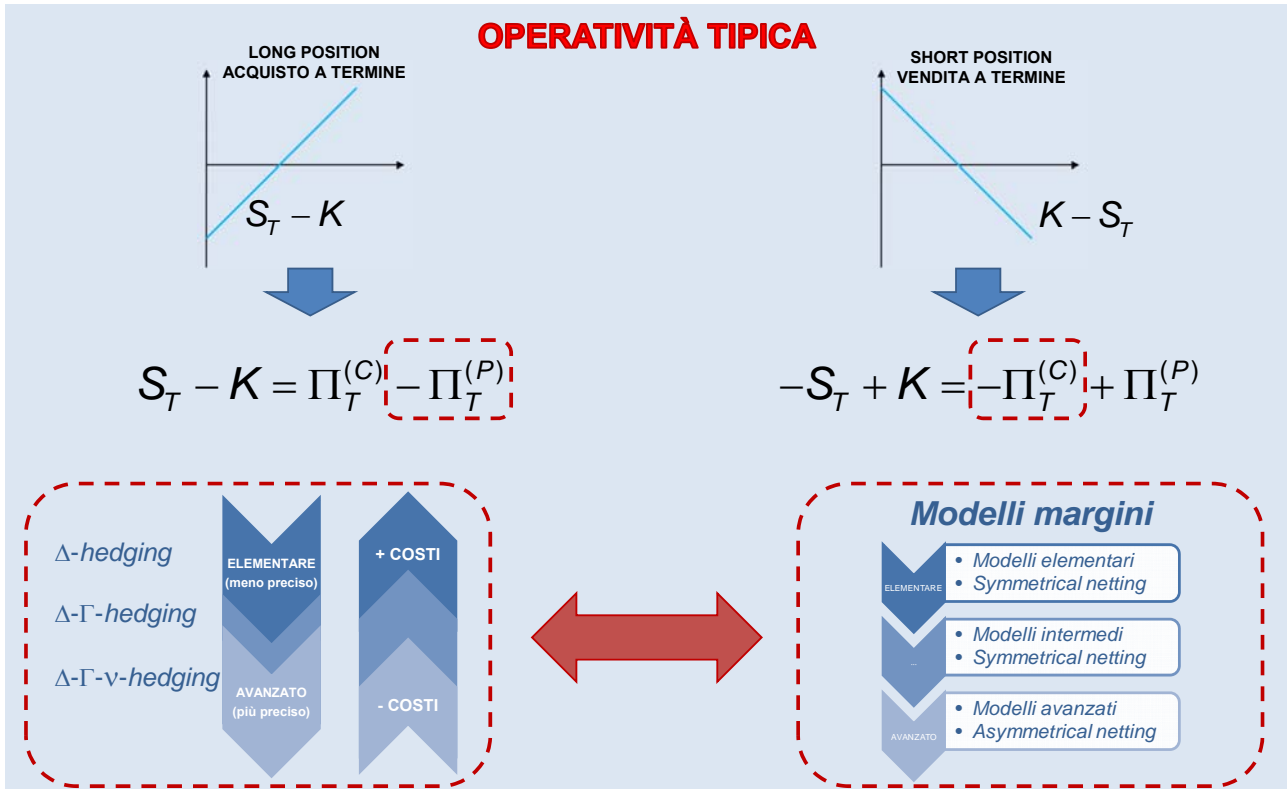 OPERATIVITÀ TIPICA
LONG POSITION
ACQUISTO A TERMINE
S_T − K
SHORT POSITION
VENDITA A TERMINE
K − S_T
S_T − K = Π_T^(C) − Π_T^(P)
−S_T + K = −Π_T^(C) + Π_T^(P)
Δ-hedging
Δ-Γ-hedging
Δ-Γ-ν-hedging
ELEMENTARE
(meno preciso)
AVANZATO
(più preciso)
+ COSTI
- COSTI
Modelli margini
ELEMENTARE
• Modelli elementari
• Symmetrical netting
...
• Modelli intermedi
• Symmetrical netting
AVANZATO
• Modelli avanzati
• Asymmetrical netting